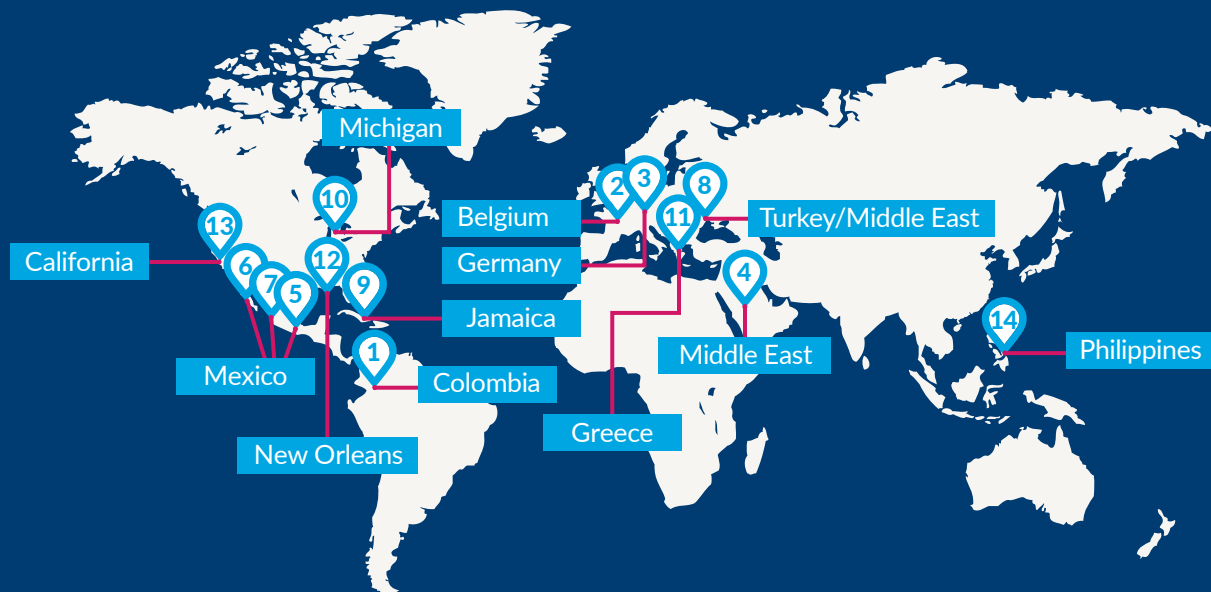 Michigan
10
2
3
8
Belgium
11
Turkey/Middle East
13
California
6
12
Germany
4
7
5
9
Jamaica
14
Middle East
Philippines
1
Mexico
Colombia
Greece
New Orleans